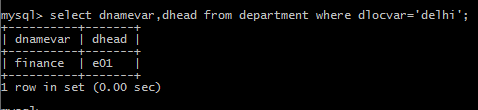 mysql> select dnamevar,dhead from department where dlocvar='delhi';
+----------+-------+
| dnamevar | dhead |
+----------+-------+
| finance  | e01   |
+----------+-------+
1 row in set (0.00 sec)
mysql>